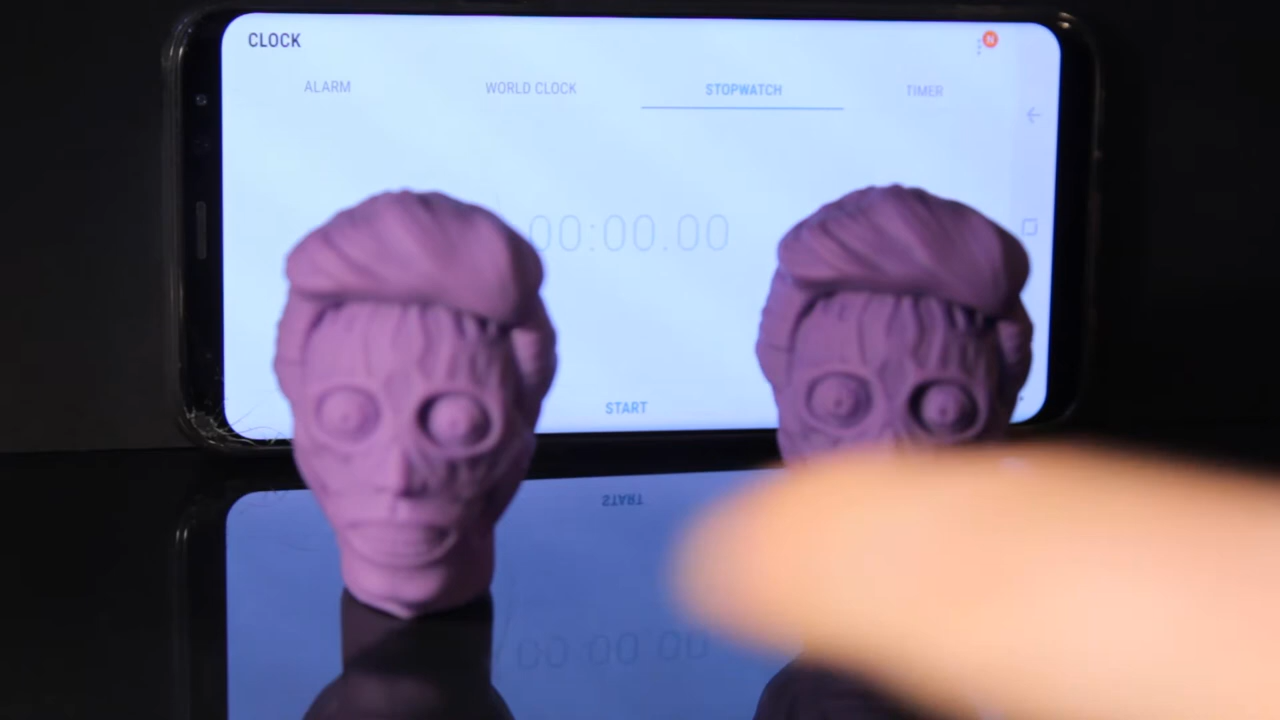 CLOCK
N
ALARM WORLD CLOCK STOPWATCH TIMER
00:00.00
START